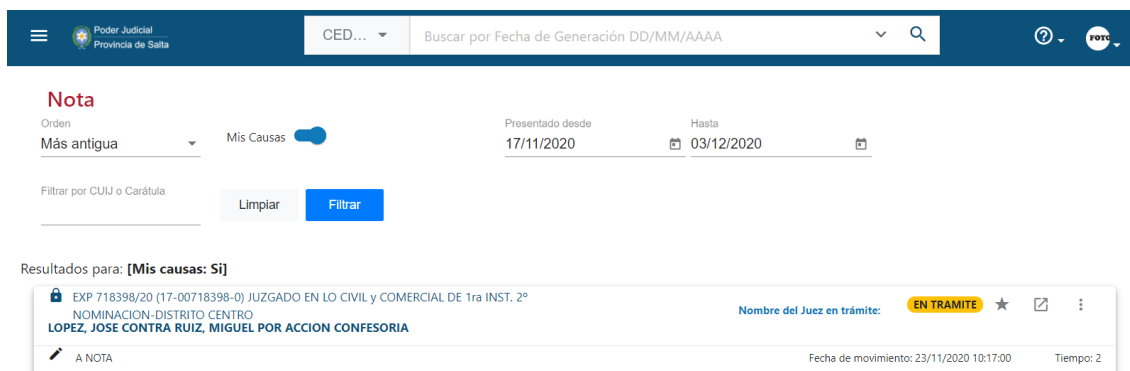 Poder Judicial
Provincia de Salta
CED...
Buscar por Fecha de Generación DD/MM/AAAA
FOTO
Nota
Orden
Más antigua
Mis Causas
Presentado desde
17/11/2020
Hasta
03/12/2020
Filtrar por CUIJ o Carátula
Limpiar
Filtrar
Resultados para: [Mis causas: Si]
EXP 718398/20 (17-00718398-0) JUZGADO EN LO CIVIL y COMERCIAL DE 1ra INST. 2º
NOMINACION-DISTRITO CENTRO
LOPEZ, JOSE CONTRA RUIZ, MIGUEL POR ACCION CONFESORIA
Nombre del Juez en trámite:
EN TRAMITE
A NOTA
Fecha de movimiento: 23/11/2020 10:17:00
Tiempo: 2